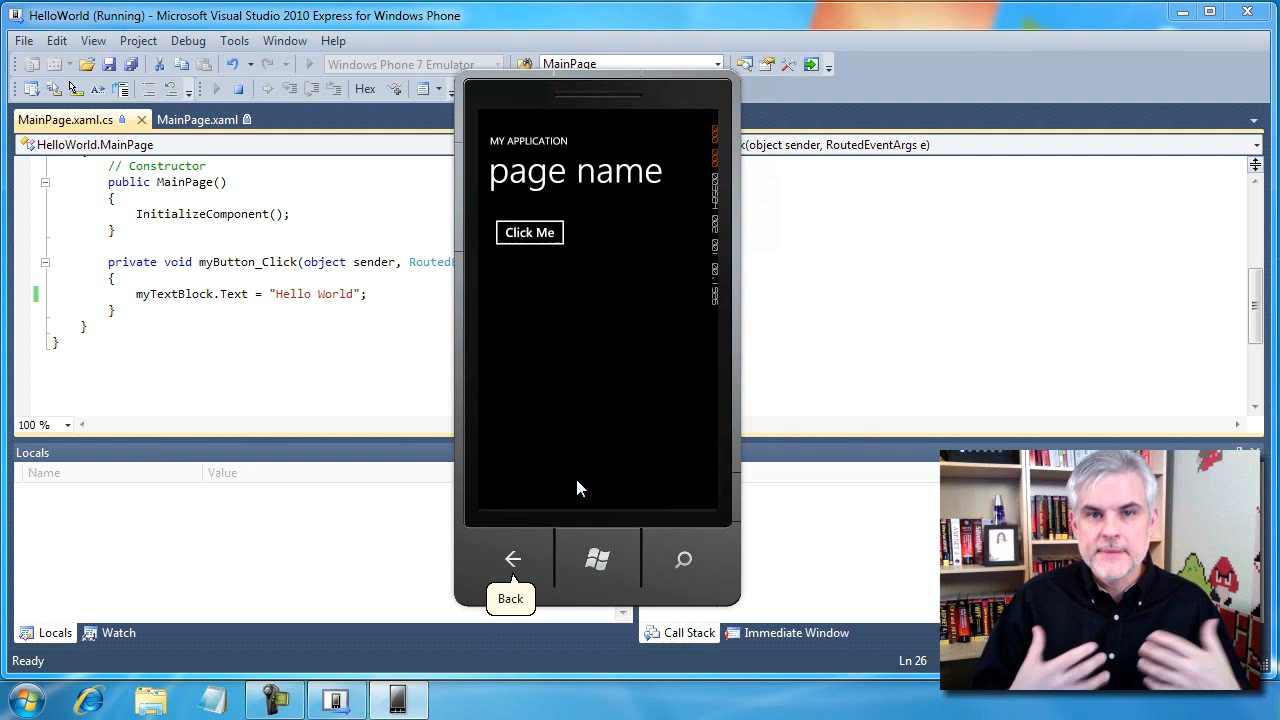 HelloWorld (Running) - Microsoft Visual Studio 2010 Express for Windows Phone
File Edit View Project Debug Tools Window Help
Windows Phone 7 Emulator MainPage
Hex
MainPage.xaml.cs MainPage.xaml
HelloWorld.MainPage
(object sender, RoutedEventArgs e)
// Constructor
public MainPage()
{
InitializeComponent();
}
private void myButton_Click(object sender, RoutedE
{
myTextBlock.Text = "Hello World";
}
}
}
MY APPLICATION
page name
Click Me
100 %
Locals
Name Value
Back
Locals Watch Call Stack Immediate Window
Ready Ln 26